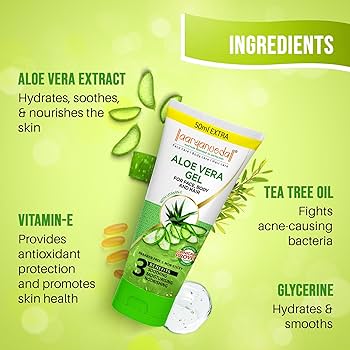 INGREDIENTS
ALOE VERA EXTRACT
Hydrates, soothes,
& nourishes the
skin
VITAMIN-E
Provides
antioxidant
protection and
promotes
skin health
50ml EXTRA
aaryanveda
ALOE VERA
GEL
FOR FACE, BODY
AND HAIR
3
BENEFITS
TEA TREE OIL
Fights
acne-causing
bacteria
GLYCERINE
Hydrates &
smooths